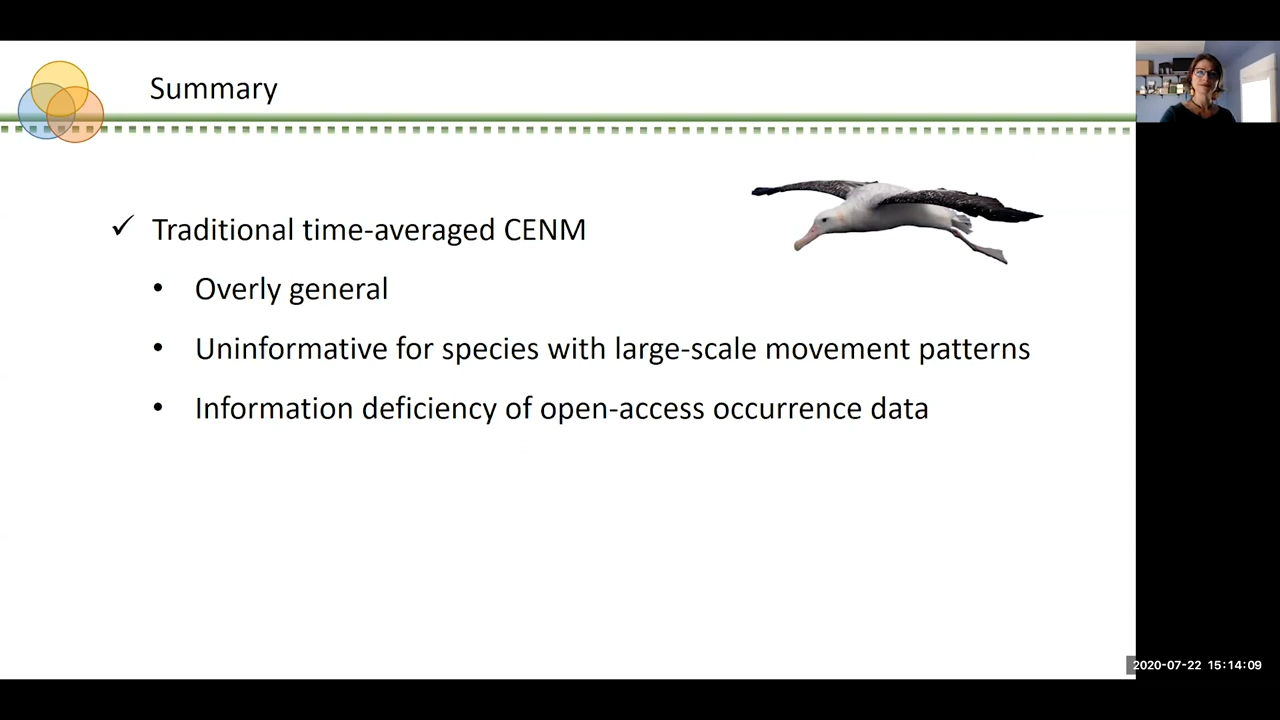 Summary
✓ Traditional time-averaged CENM
• Overly general
• Uninformative for species with large-scale movement patterns
• Information deficiency of open-access occurrence data
2020-07-22 15:14:09